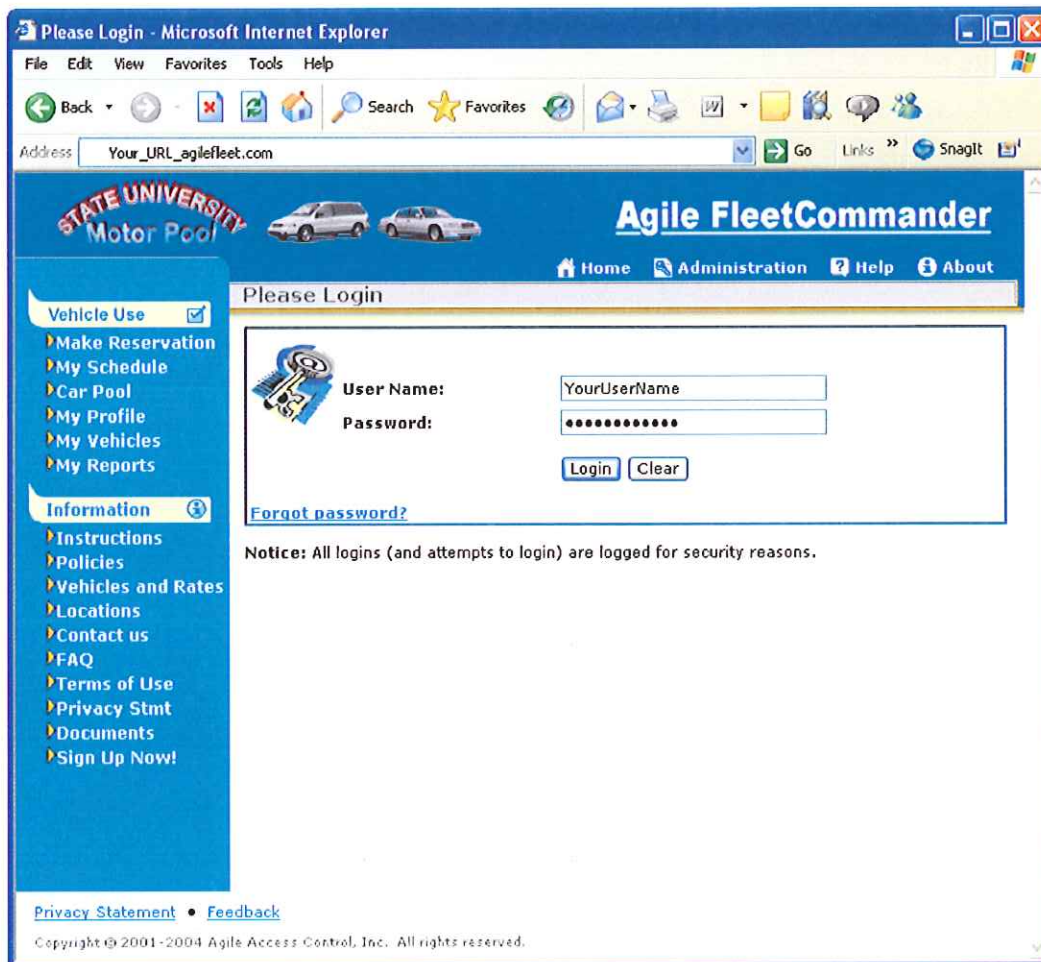 Please Login - Microsoft Internet Explorer
File Edit View Favorites Tools Help
Back Search Favorites
Address Your_URL_agilefleet.com Go Links » SnagIt
STATE UNIVERSITY
Motor Pool
Agile FleetCommander
Home Administration Help About
Please Login
Vehicle Use
Make Reservation
My Schedule
Car Pool
My Profile
My Vehicles
My Reports
Information
Instructions
Policies
Vehicles and Rates
Locations
Contact us
FAQ
Terms of Use
Privacy Stmt
Documents
Sign Up Now!
User Name: YourUserName
Password: ••••••••••••
Login Clear
Forgot password?
Notice: All logins (and attempts to login) are logged for security reasons.
Privacy Statement • Feedback
Copyright © 2001-2004 Agile Access Control, Inc. All rights reserved.